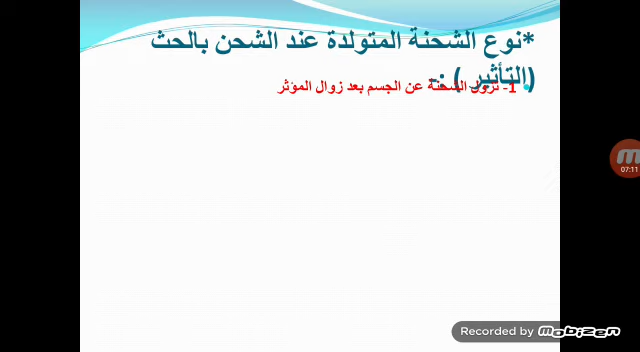 *نوع الشحنة المتولدة عند الشحن بالحث
(التأثير ) :-
1- تزول الشحنة عن الجسم بعد زوال المؤثر
07:11
Recorded by MOBIZEN